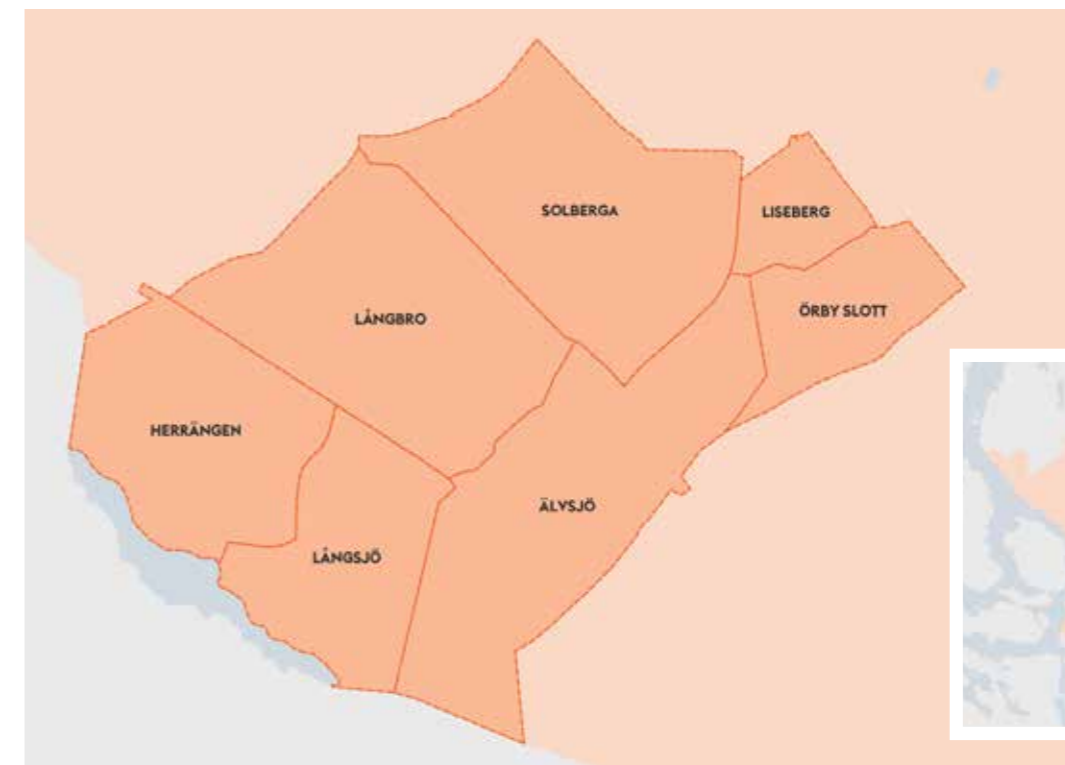 SOLBERGA
LISEBERG
ÖRBY SLOTT
LÅNGBRO
HERRÄNGEN
ÄLVSJÖ
LÅNGSJÖ